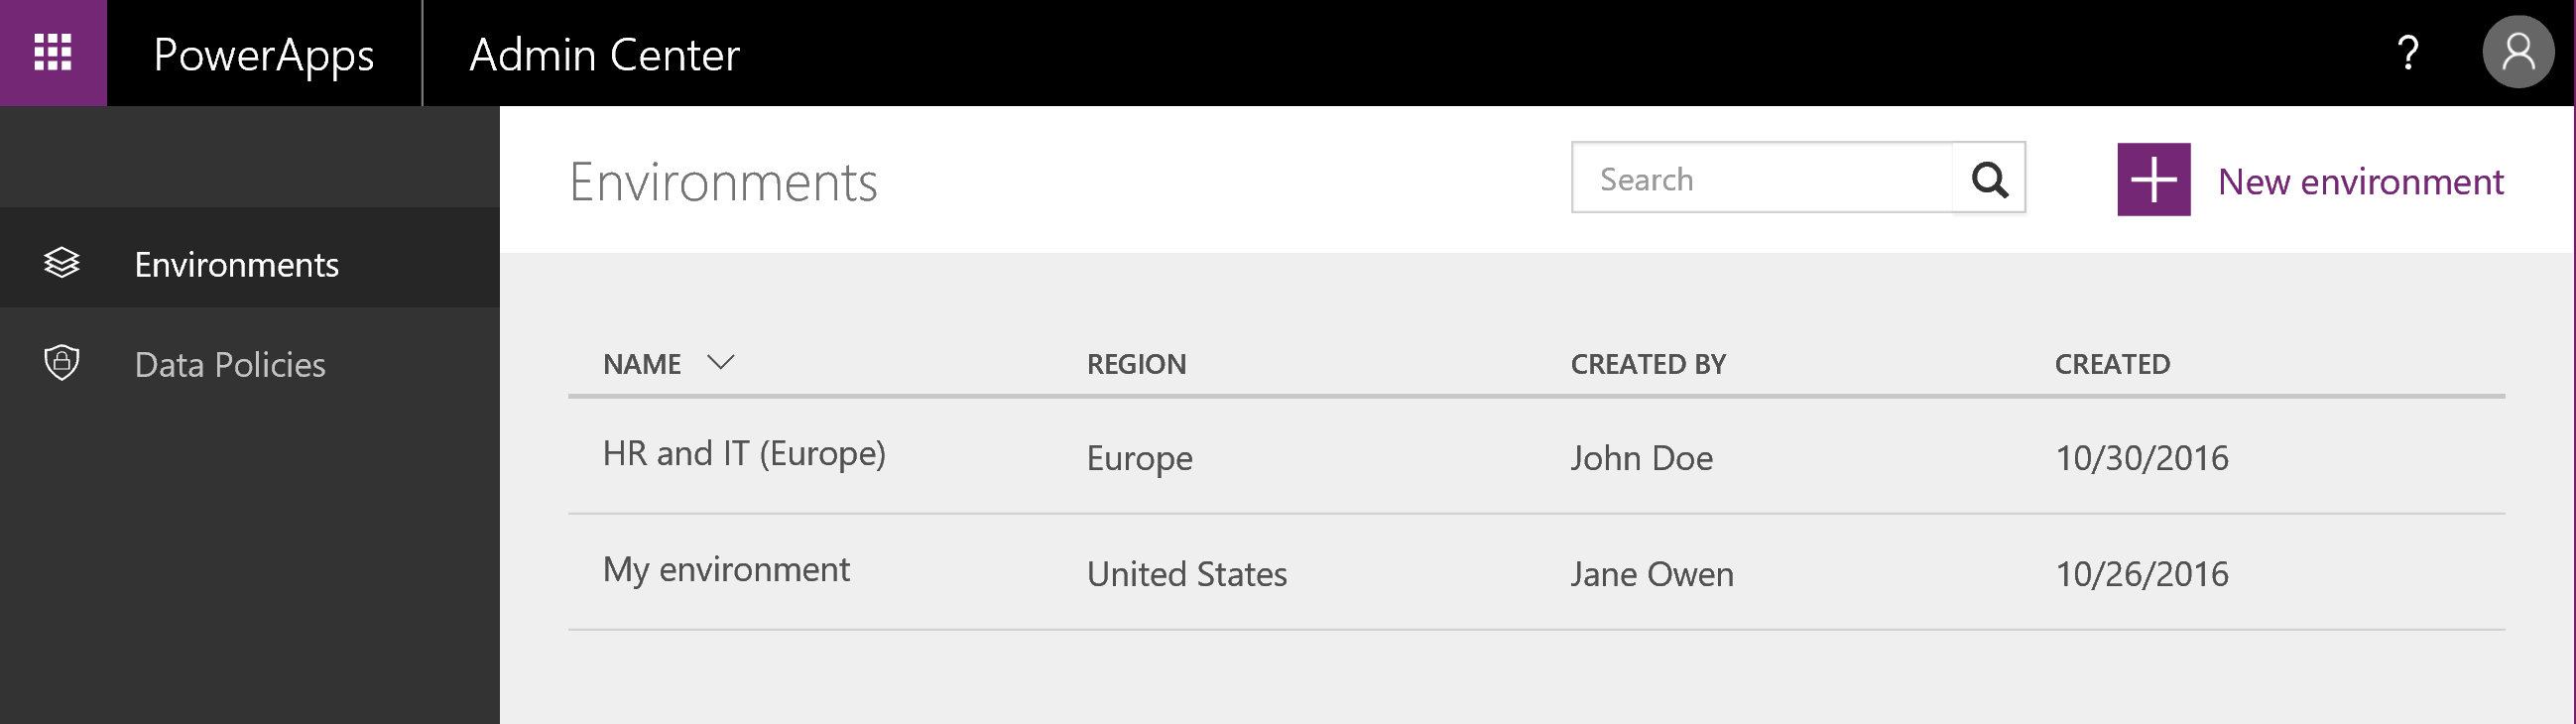 PowerApps Admin Center ?
Environments Search New environment
Environments
Data Policies
NAME REGION CREATED BY CREATED
HR and IT (Europe) Europe John Doe 10/30/2016
My environment United States Jane Owen 10/26/2016